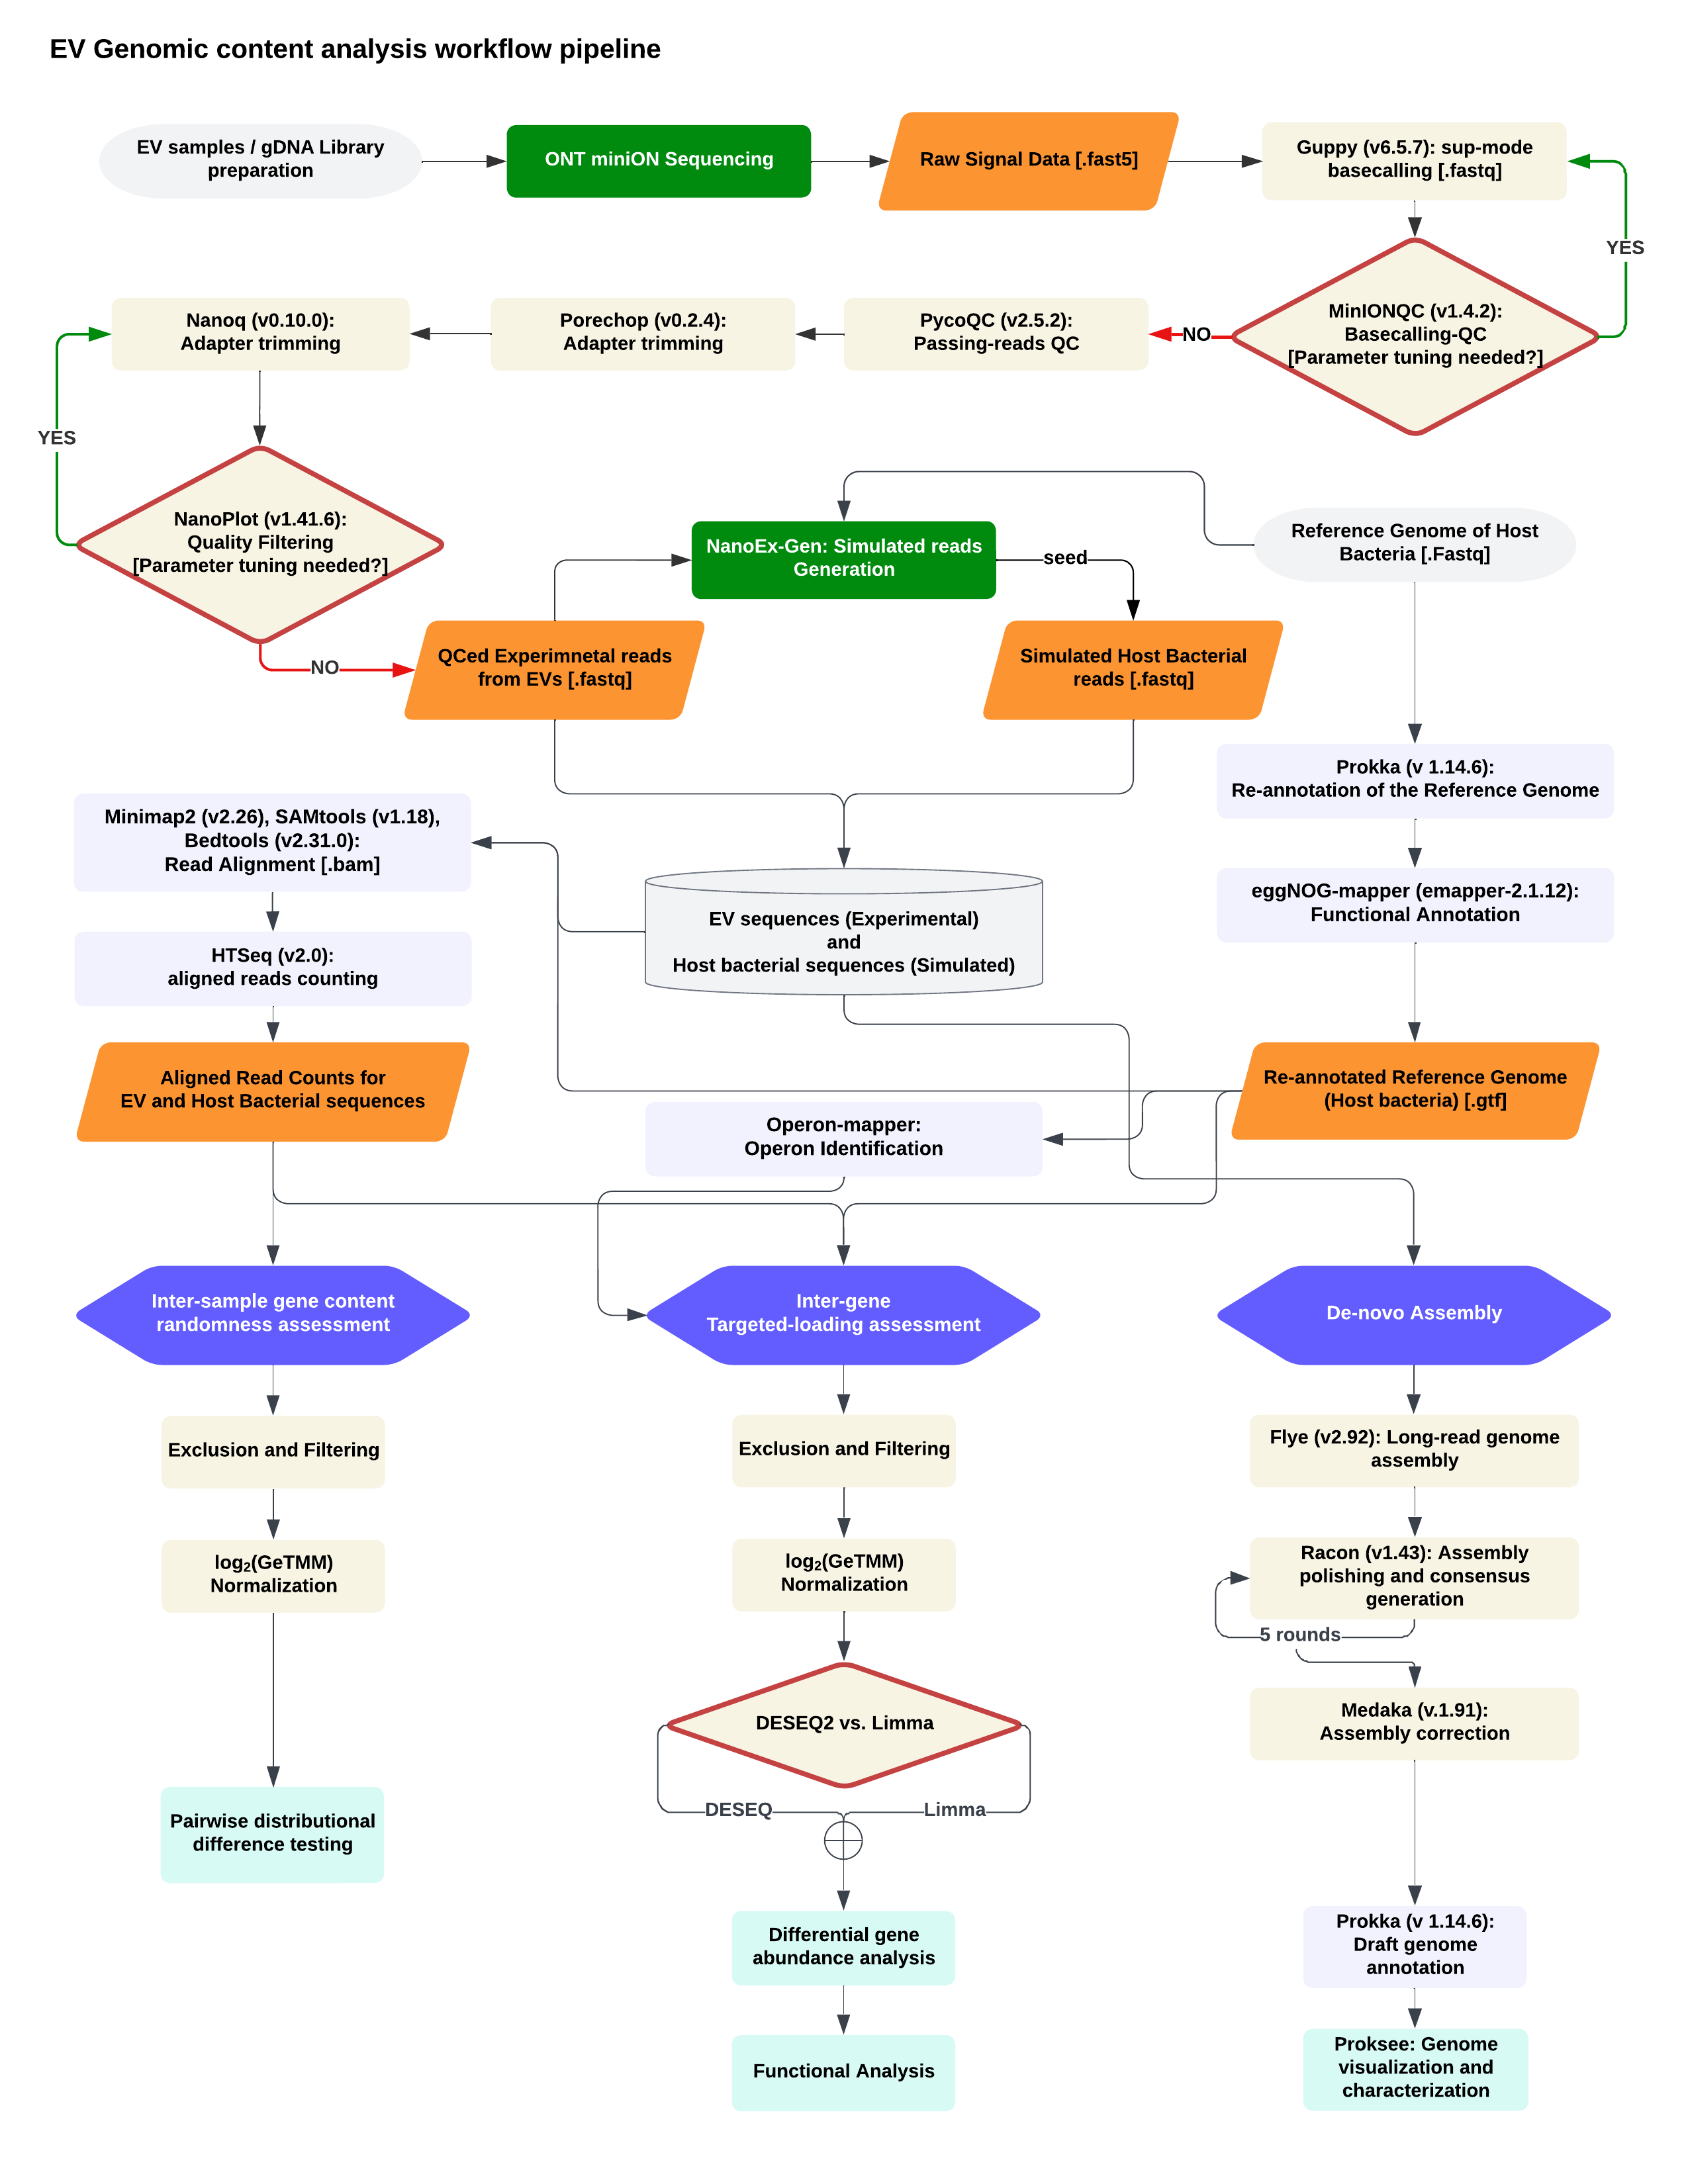 EV Genomic content analysis workflow pipeline
EV samples / gDNA Library
preparation
ONT miniON Sequencing
Raw Signal Data [.fast5]
Guppy (v6.5.7): sup-mode
basecalling [.fastq]
YES
MinIONQC (v1.4.2):
Basecalling-QC
[Parameter tuning needed?]
NO
PycoQC (v2.5.2):
Passing-reads QC
Porechop (v0.2.4):
Adapter trimming
Nanoq (v0.10.0):
Adapter trimming
YES
NanoPlot (v1.41.6):
Quality Filtering
[Parameter tuning needed?]
NO
NanoEx-Gen: Simulated reads
Generation
seed
Reference Genome of Host
Bacteria [.Fastq]
QCed Experimnetal reads
from EVs [.fastq]
Simulated Host Bacterial
reads [.fastq]
Prokka (v 1.14.6):
Re-annotation of the Reference Genome
Minimap2 (v2.26), SAMtools (v1.18),
Bedtools (v2.31.0):
Read Alignment [.bam]
eggNOG-mapper (emapper-2.1.12):
Functional Annotation
EV sequences (Experimental)
and
Host bacterial sequences (Simulated)
HTSeq (v2.0):
aligned reads counting
Aligned Read Counts for
EV and Host Bacterial sequences
Re-annotated Reference Genome
(Host bacteria) [.gtf]
Operon-mapper:
Operon Identification
Inter-sample gene content
randomness assessment
Inter-gene
Targeted-loading assessment
De-novo Assembly
Exclusion and Filtering
Exclusion and Filtering
Flye (v2.92): Long-read genome
assembly
log₂(GeTMM)
Normalization
log₂(GeTMM)
Normalization
Racon (v1.43): Assembly
polishing and consensus
generation
5 rounds
DESEQ2 vs. Limma
Medaka (v.1.91):
Assembly correction
DESEQ
Limma
Pairwise distributional
difference testing
Differential gene
abundance analysis
Prokka (v 1.14.6):
Draft genome
annotation
Functional Analysis
Proksee: Genome
visualization and
characterization